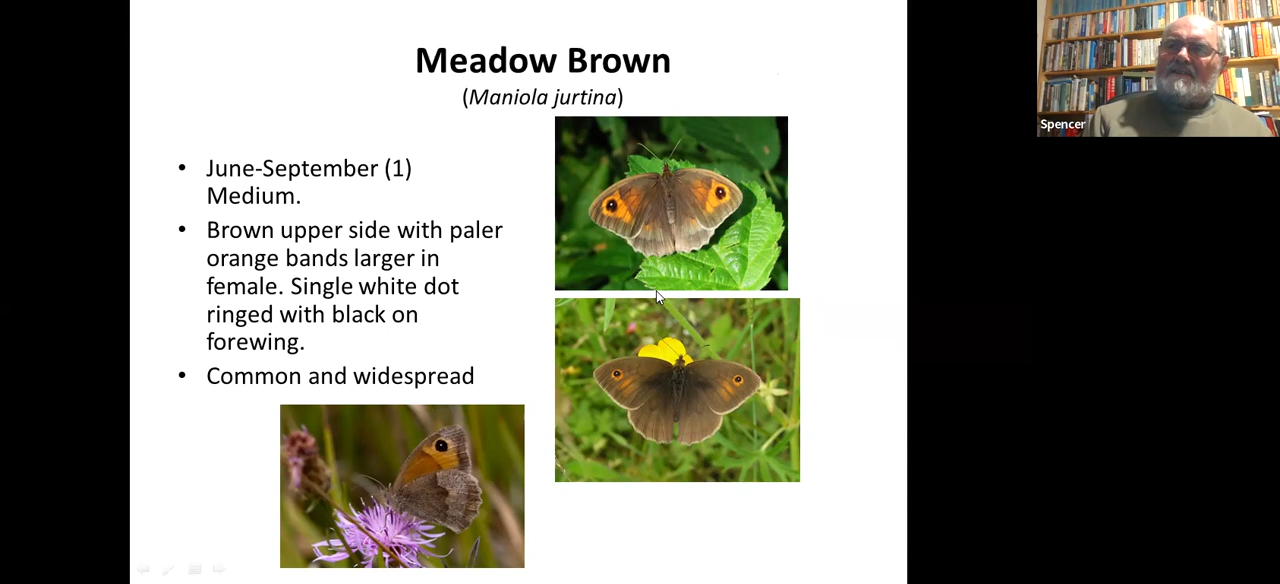 Meadow Brown
(Maniola jurtina)
• June-September (1)
Medium.
• Brown upper side with paler
orange bands larger in
female. Single white dot
ringed with black on
forewing.
• Common and widespread
Spencer